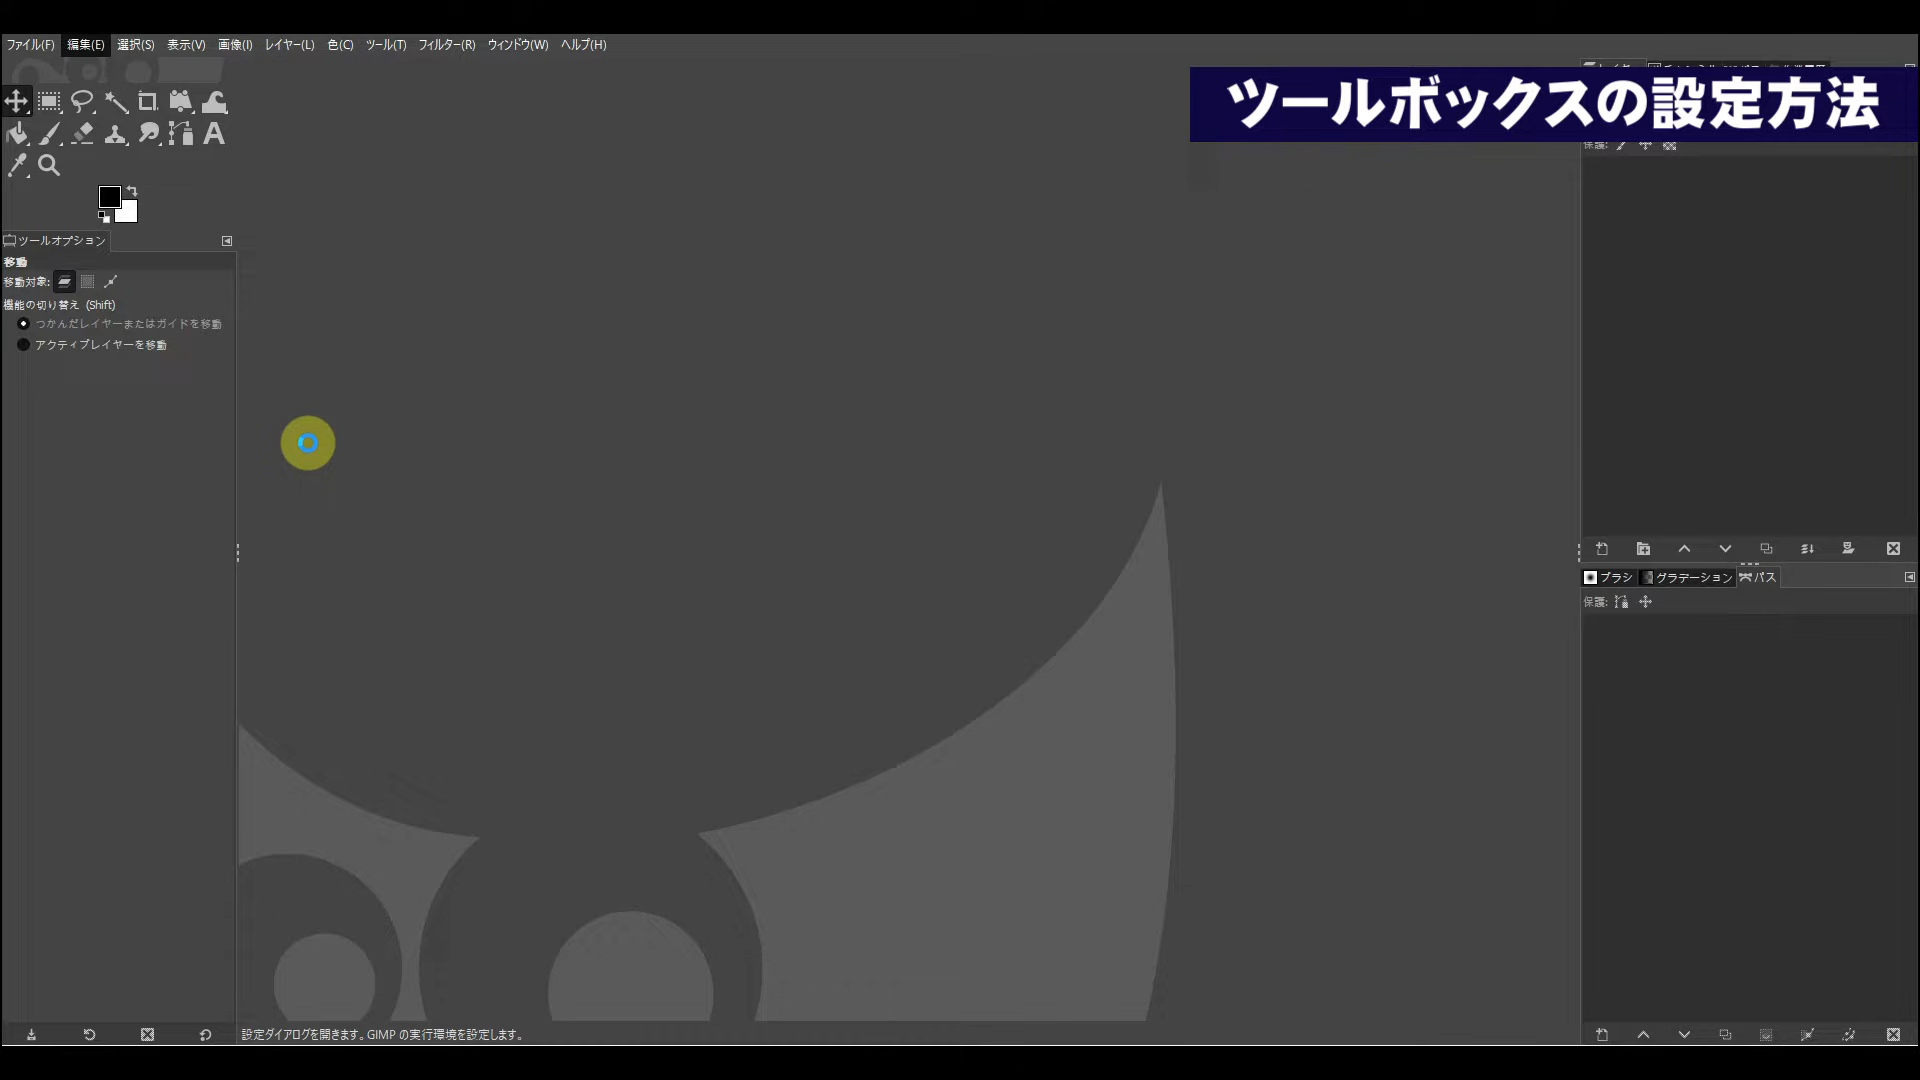 ファイル(F) 編集(E) 選択(S) 表示(V) 画像(I) レイヤー(L) 色(C) ツール(T) フィルター(R) ウィンドウ(W) ヘルプ(H)
ツールボックスの設定方法
保護:
ツールオプション
移動
移動対象:
機能の切り替え (Shift)
つかんだレイヤーまたはガイドを移動
アクティブレイヤーを移動
ブラシ グラデーション パス
保護:
設定ダイアログを開きます。GIMP の実行環境を設定します。